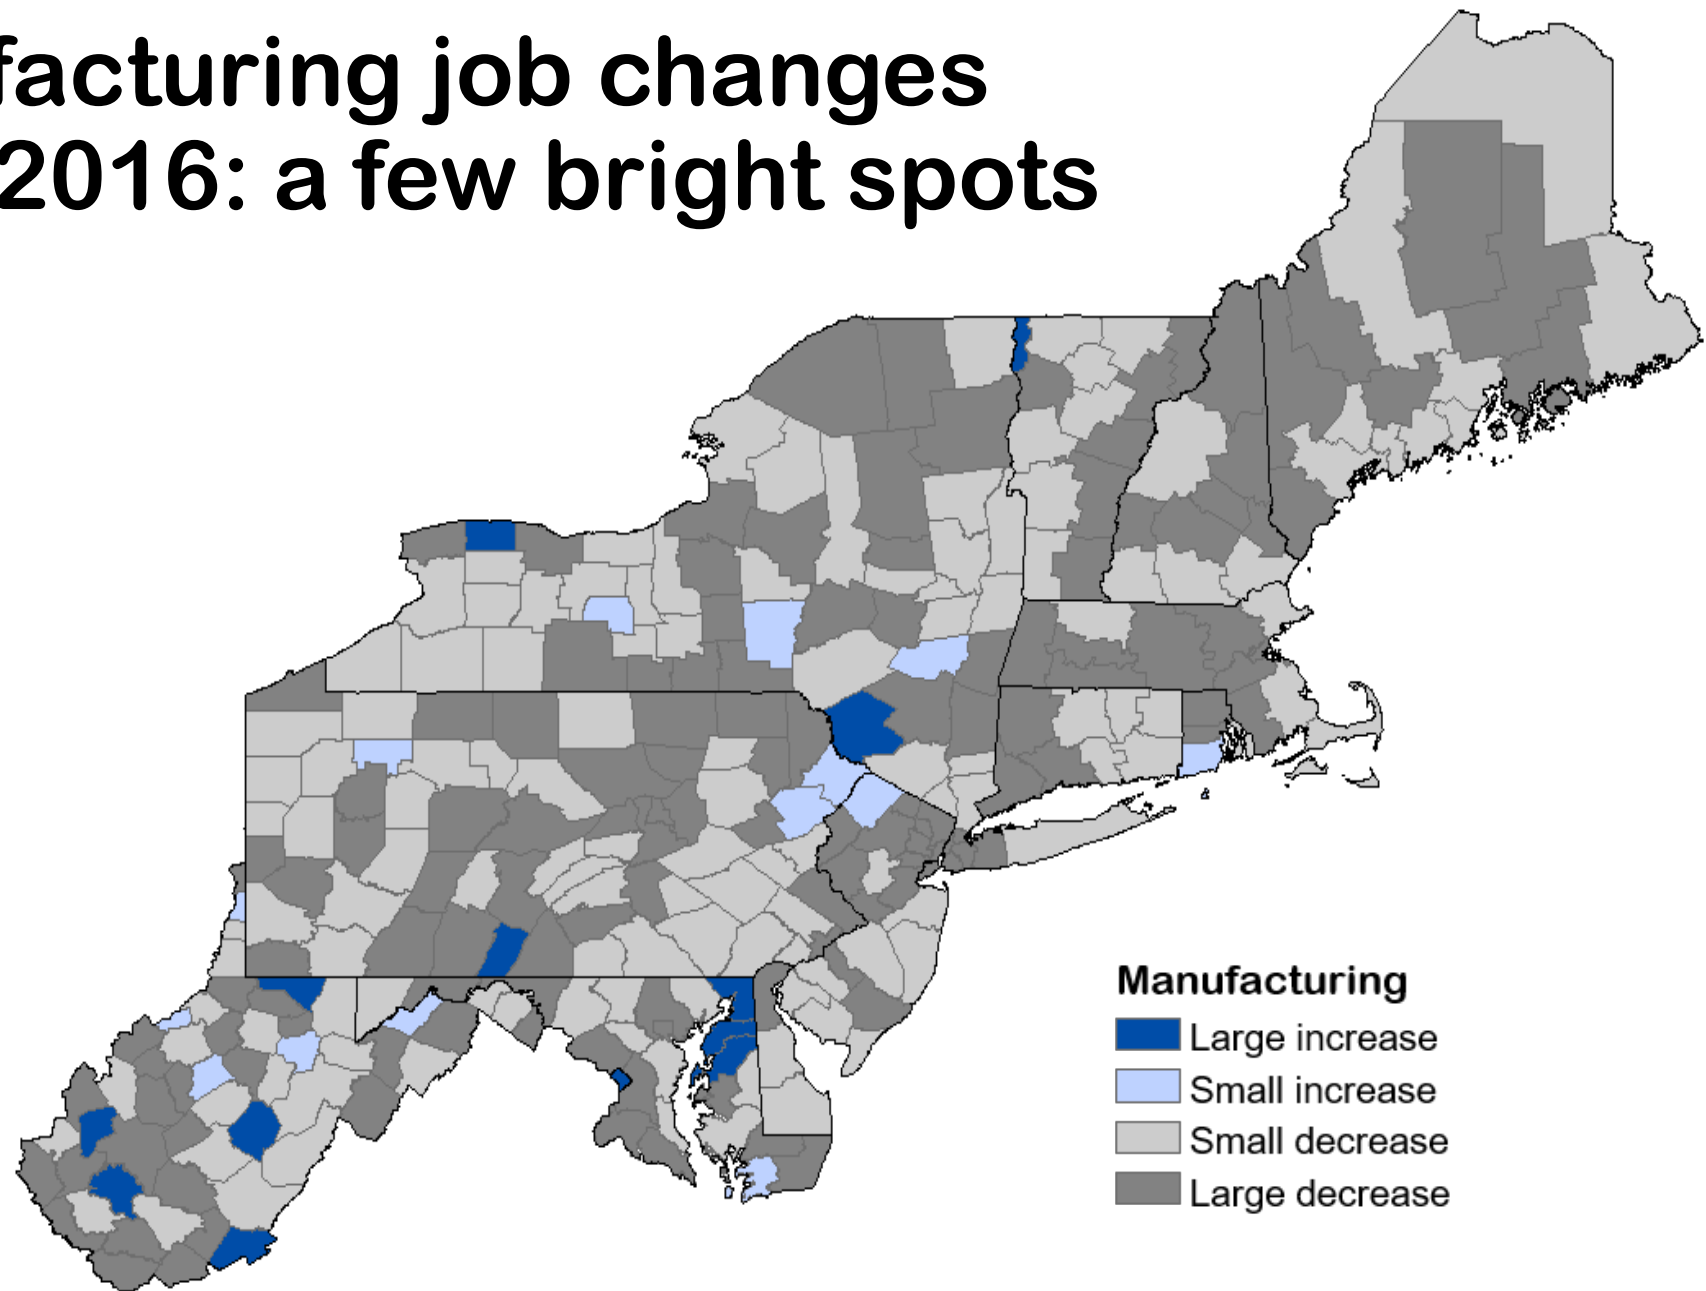 facturing job changes
2016: a few bright spots
Manufacturing
Large increase
Small increase
Small decrease
Large decrease